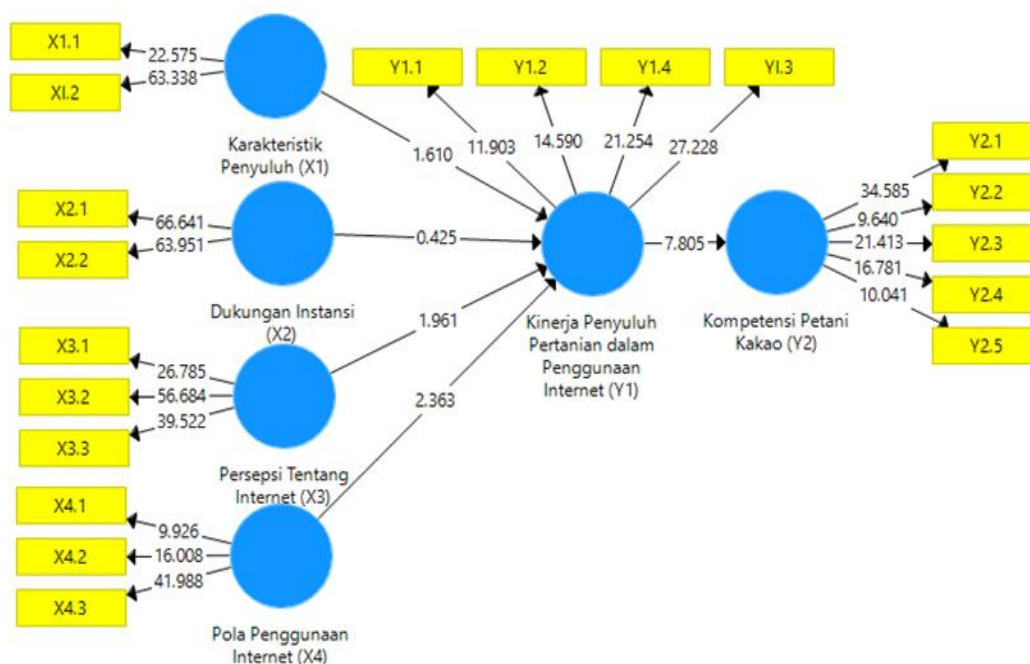 X1.1
22.575
XI.2
63.338
Karakteristik
Penyuluh (X1)
1.610
Y1.1
Y1.2
Y1.4
YI.3
11.903
14.590
21.254
27.228
X2.1
66.641
X2.2
63.951
Dukungan Instansi
(X2)
0.425
X3.1
26.785
X3.2
56.684
X3.3
39.522
Persepsi Tentang
Internet (X3)
1.961
X4.1
9.926
X4.2
16.008
X4.3
41.988
Pola Penggunaan
Internet (X4)
2.363
Kinerja Penyuluh
Pertanian dalam
Penggunaan
Internet (Y1)
7.805
Kompetensi Petani
Kakao (Y2)
34.585
9.640
21.413
16.781
10.041
Y2.1
Y2.2
Y2.3
Y2.4
Y2.5